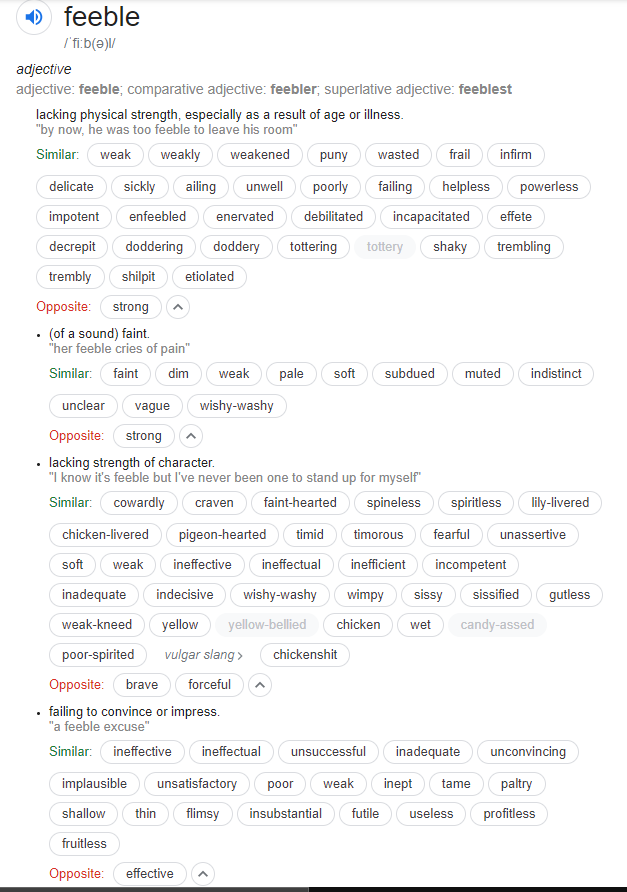 feeble
/ˈfiːb(ə)l/
adjective
adjective: feeble; comparative adjective: feebler; superlative adjective: feeblest
lacking physical strength, especially as a result of age or illness.
"by now, he was too feeble to leave his room"
Similar: weak weakly weakened puny wasted frail infirm
delicate sickly ailing unwell poorly failing helpless powerless
impotent enfeebled enervated debilitated incapacitated effete
decrepit doddering doddery tottering tottery shaky trembling
trembly shilpit etiolated
Opposite: strong
• (of a sound) faint.
"her feeble cries of pain"
Similar: faint dim weak pale soft subdued muted indistinct
unclear vague wishy-washy
Opposite: strong
• lacking strength of character.
"I know it's feeble but I've never been one to stand up for myself"
Similar: cowardly craven faint-hearted spineless spiritless lily-livered
chicken-livered pigeon-hearted timid timorous fearful unassertive
soft weak ineffective ineffectual inefficient incompetent
inadequate indecisive wishy-washy wimpy sissy sissified gutless
weak-kneed yellow yellow-bellied chicken wet candy-assed
poor-spirited vulgar slang › chickenshit
Opposite: brave forceful
• failing to convince or impress.
"a feeble excuse"
Similar: ineffective ineffectual unsuccessful inadequate unconvincing
implausible unsatisfactory poor weak inept tame paltry
shallow thin flimsy insubstantial futile useless profitless
fruitless
Opposite: effective